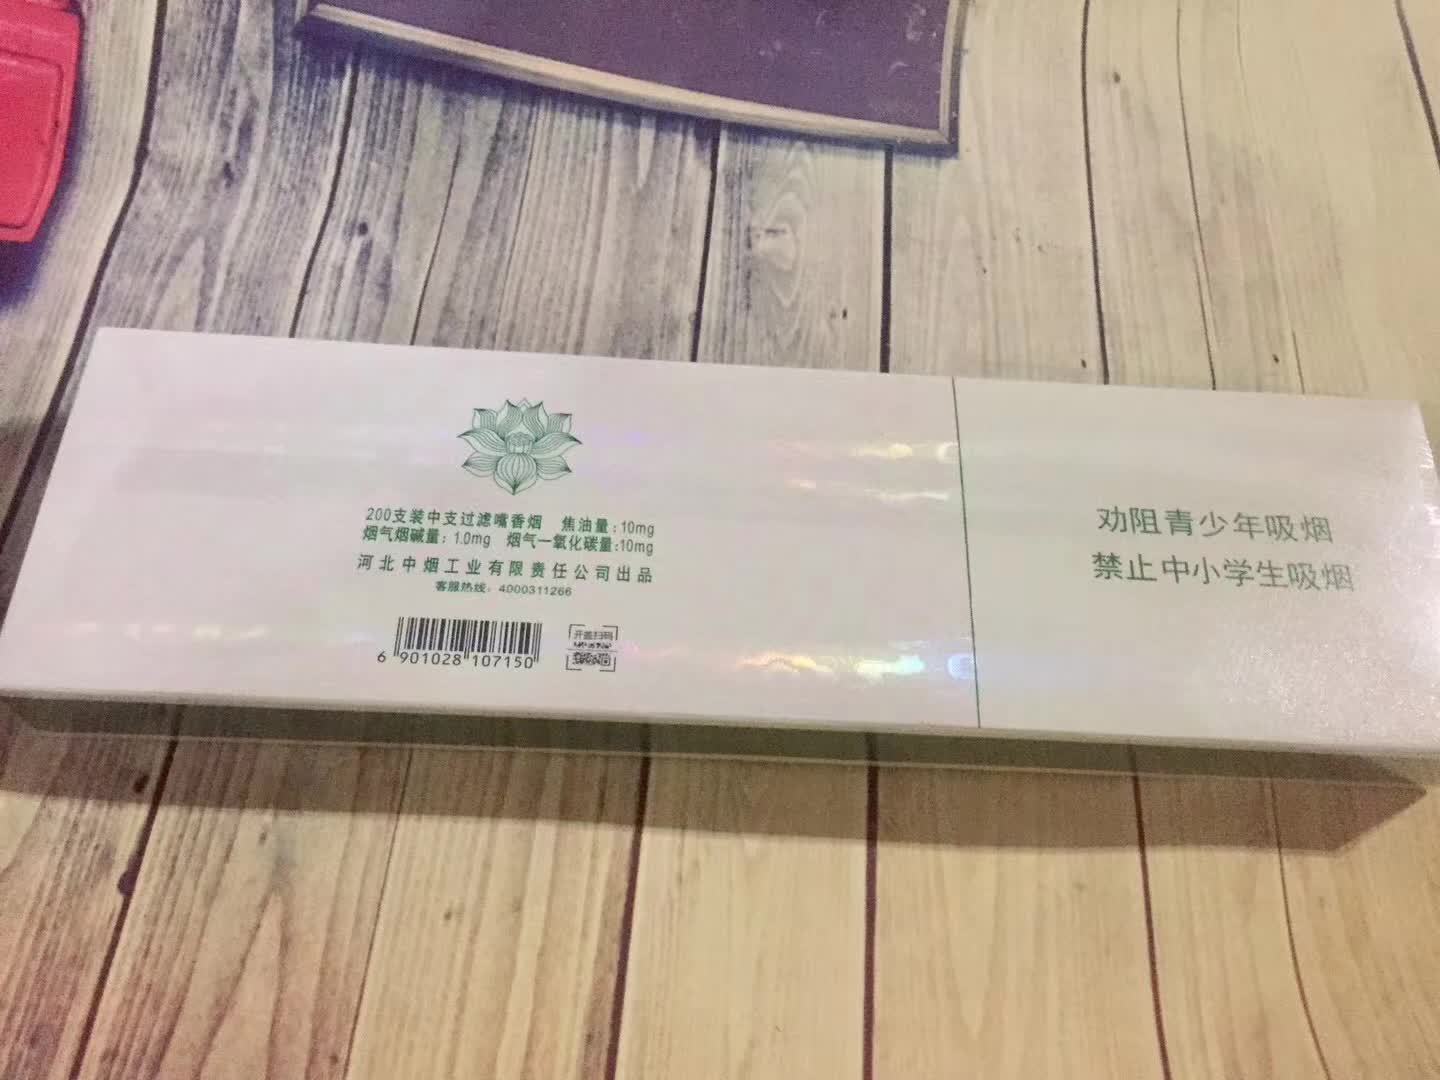 200支装中支过滤嘴香烟 焦油量:10mg
烟气烟碱量:1.0mg 烟气一氧化碳量:10mg
河北中烟工业有限责任公司出品
客服热线:4000311266
6 901028 107150
开盖扫码
劝阻青少年吸烟
禁止中小学生吸烟